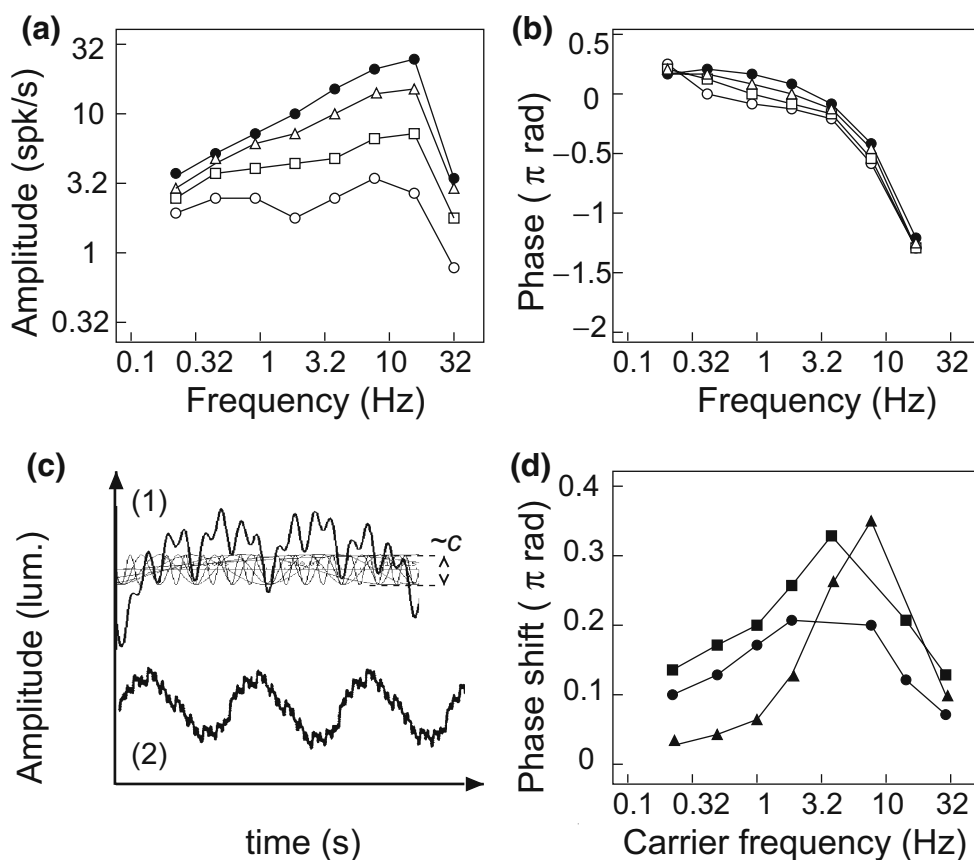 (a)
Amplitude (spk/s)
32
10
3.2
1
0.32
0.1 0.32 1 3.2 10 32
Frequency (Hz)
(b)
Phase ( π rad)
0.5
0
−0.5
−1
−1.5
−2
0.1 0.32 1 3.2 10 32
Frequency (Hz)
(c)
Amplitude (lum.)
(1)
~c
(2)
time (s)
(d)
Phase shift ( π rad)
0.4
0.3
0.2
0.1
0
0.1 0.32 1 3.2 10 32
Carrier frequency (Hz)